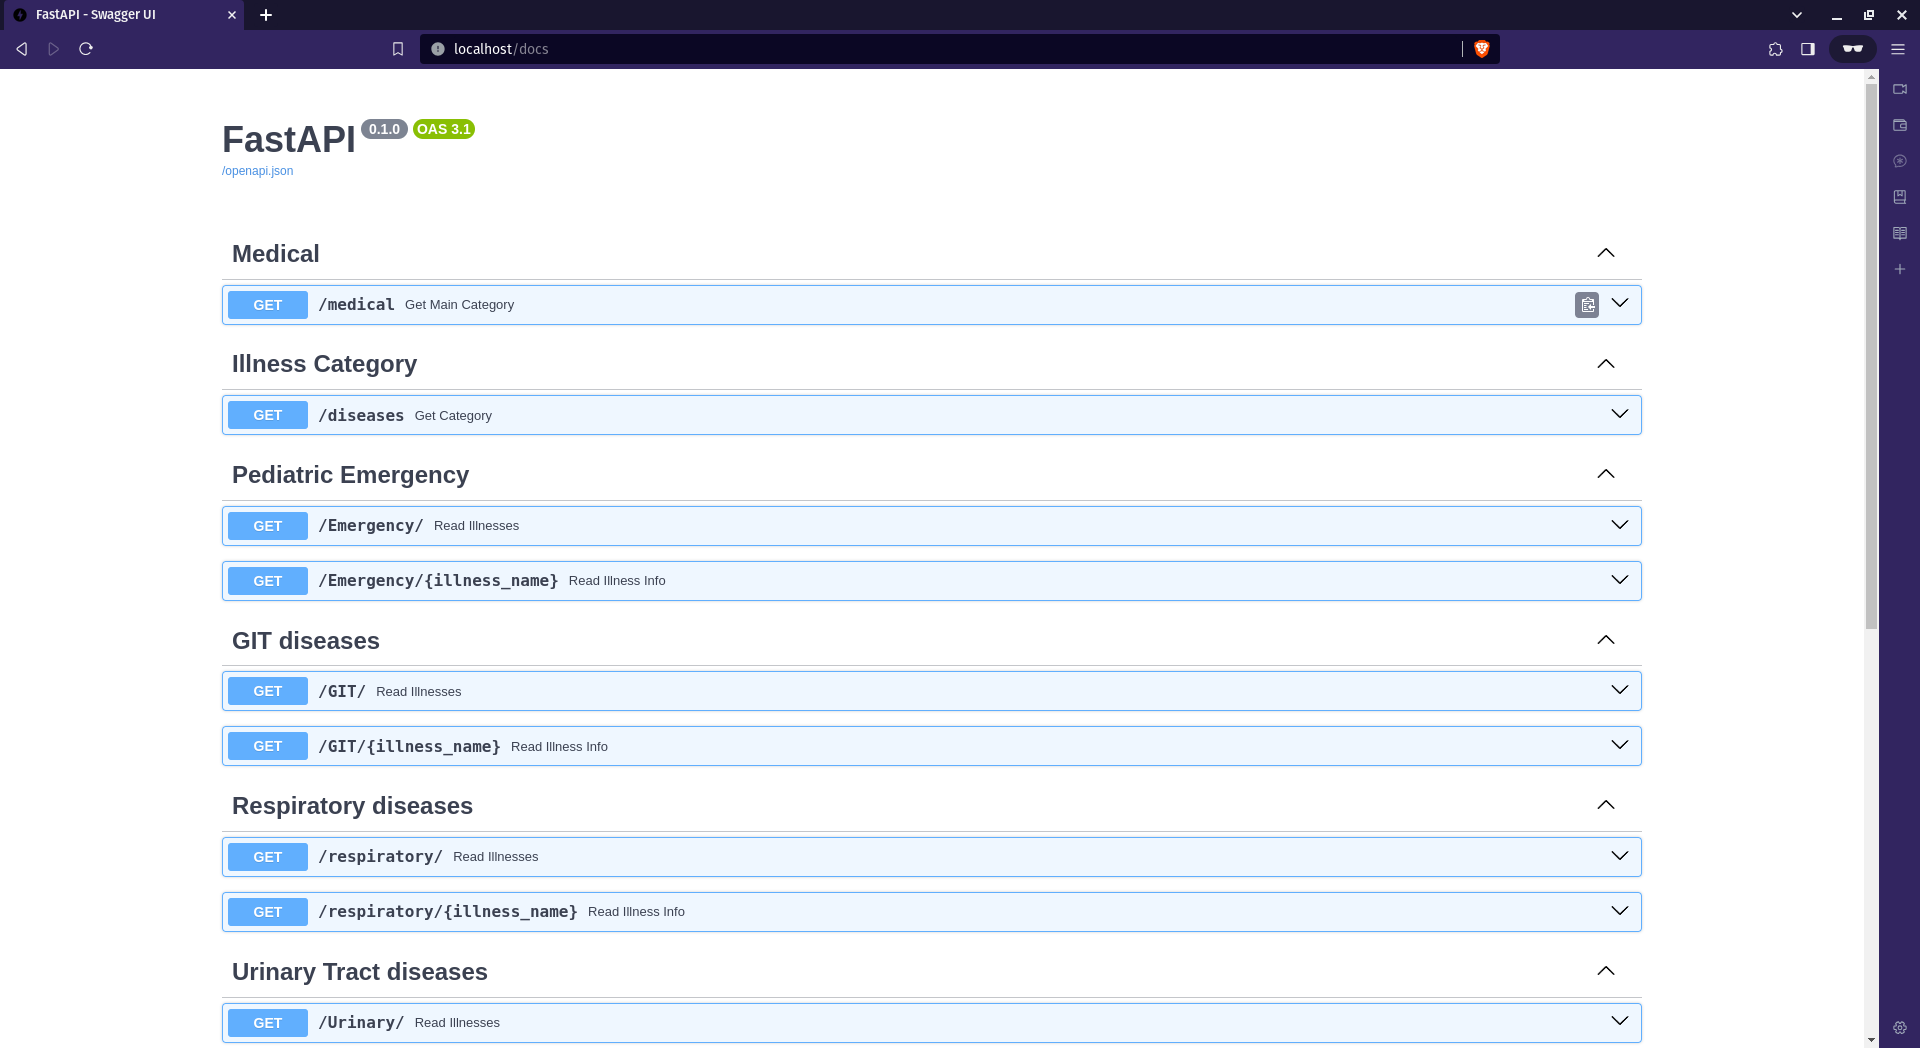 FastAPI - Swagger UI
localhost/docs
FastAPI 0.1.0 OAS 3.1
/openapi.json
Medical
GET /medical Get Main Category
Illness Category
GET /diseases Get Category
Pediatric Emergency
GET /Emergency/ Read Illnesses
GET /Emergency/{illness_name} Read Illness Info
GIT diseases
GET /GIT/ Read Illnesses
GET /GIT/{illness_name} Read Illness Info
Respiratory diseases
GET /respiratory/ Read Illnesses
GET /respiratory/{illness_name} Read Illness Info
Urinary Tract diseases
GET /Urinary/ Read Illnesses